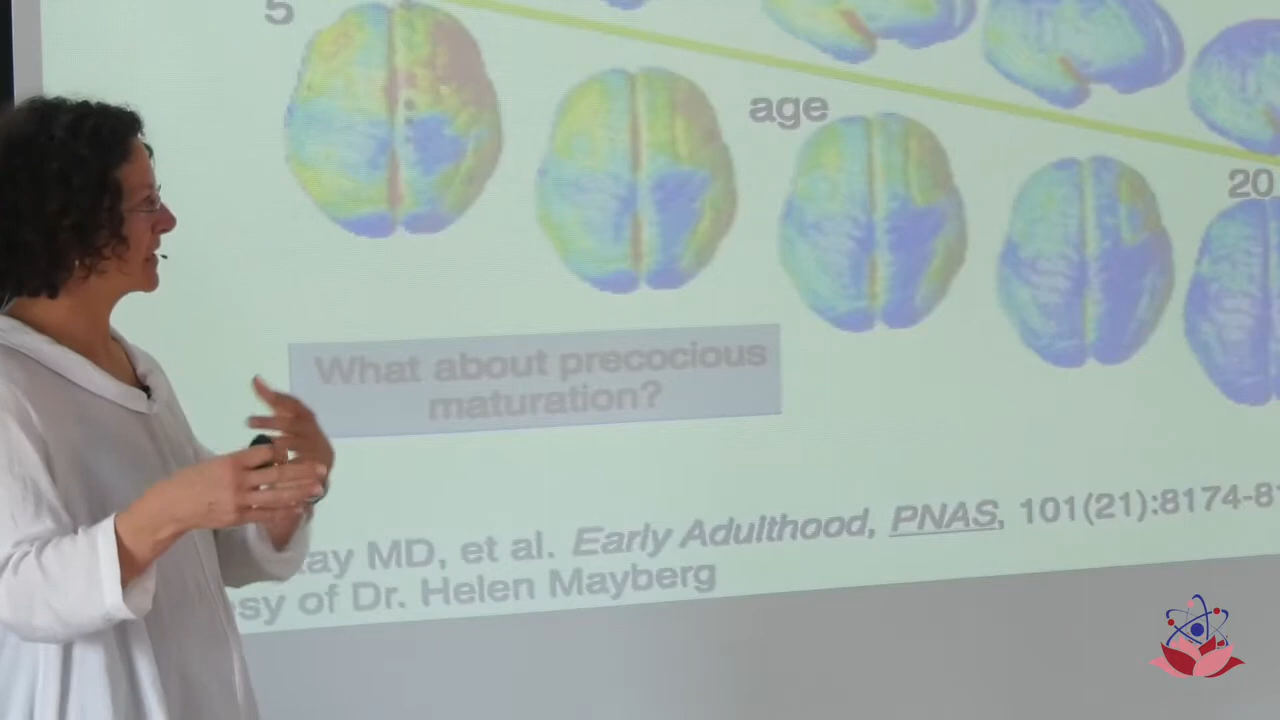 5
age
20
What about precocious
maturation?
MD, et al. Early Adulthood, PNAS, 101(21):8174-8
of Dr. Helen Mayberg